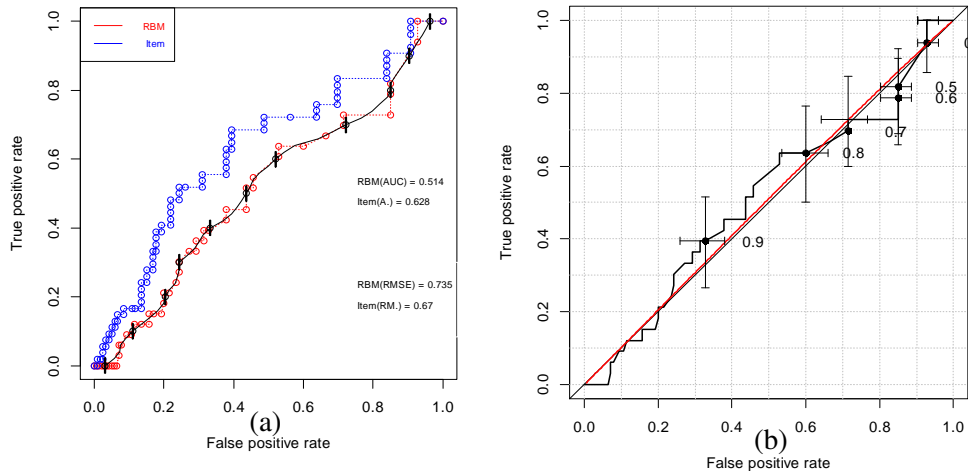 RBM
Item
True positive rate
0.0 0.2 0.4 0.6 0.8 1.0
RBM(AUC) = 0.514
Item(A.) = 0.628
RBM(RMSE) = 0.735
Item(RM.) = 0.67
0.0 0.2 0.4 0.6 0.8 1.0
(a)
False positive rate
True positive rate
0.0 0.2 0.4 0.6 0.8 1.0
0.5
0.6
0.7
0.8
0.9
0.0 0.2 0.4 0.6 0.8 1.0
(b)
False positive rate